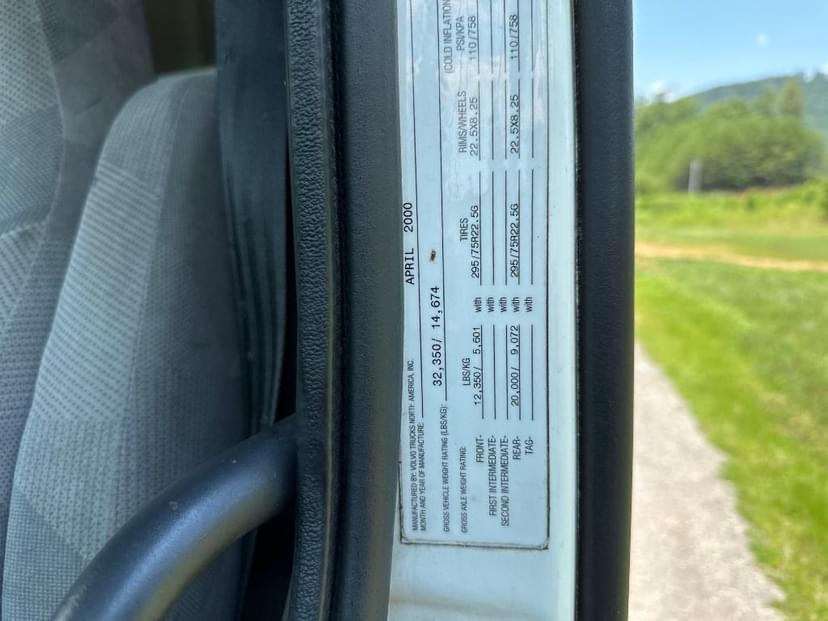 MANUFACTURED BY: VOLVO TRUCKS NORTH AMERICA, INC.
MONTH AND YEAR OF MANUFACTURE: APRIL 2000
GROSS VEHICLE WEIGHT RATING (LBS/KG): 32,350/ 14,674
GROSS AXLE WEIGHT RATING: LBS/KG TIRES RIMS/WHEELS (COLD INFLATION PSI/KPA
FRONT- 12,350/ 5,601 with 295/75R22.5G 22.5X8.25 110/758
FIRST INTERMEDIATE- with
SECOND INTERMEDIATE- with
REAR- 20,000/ 9,072 with 295/75R22.5G 22.5X8.25 110/758
TAG- with